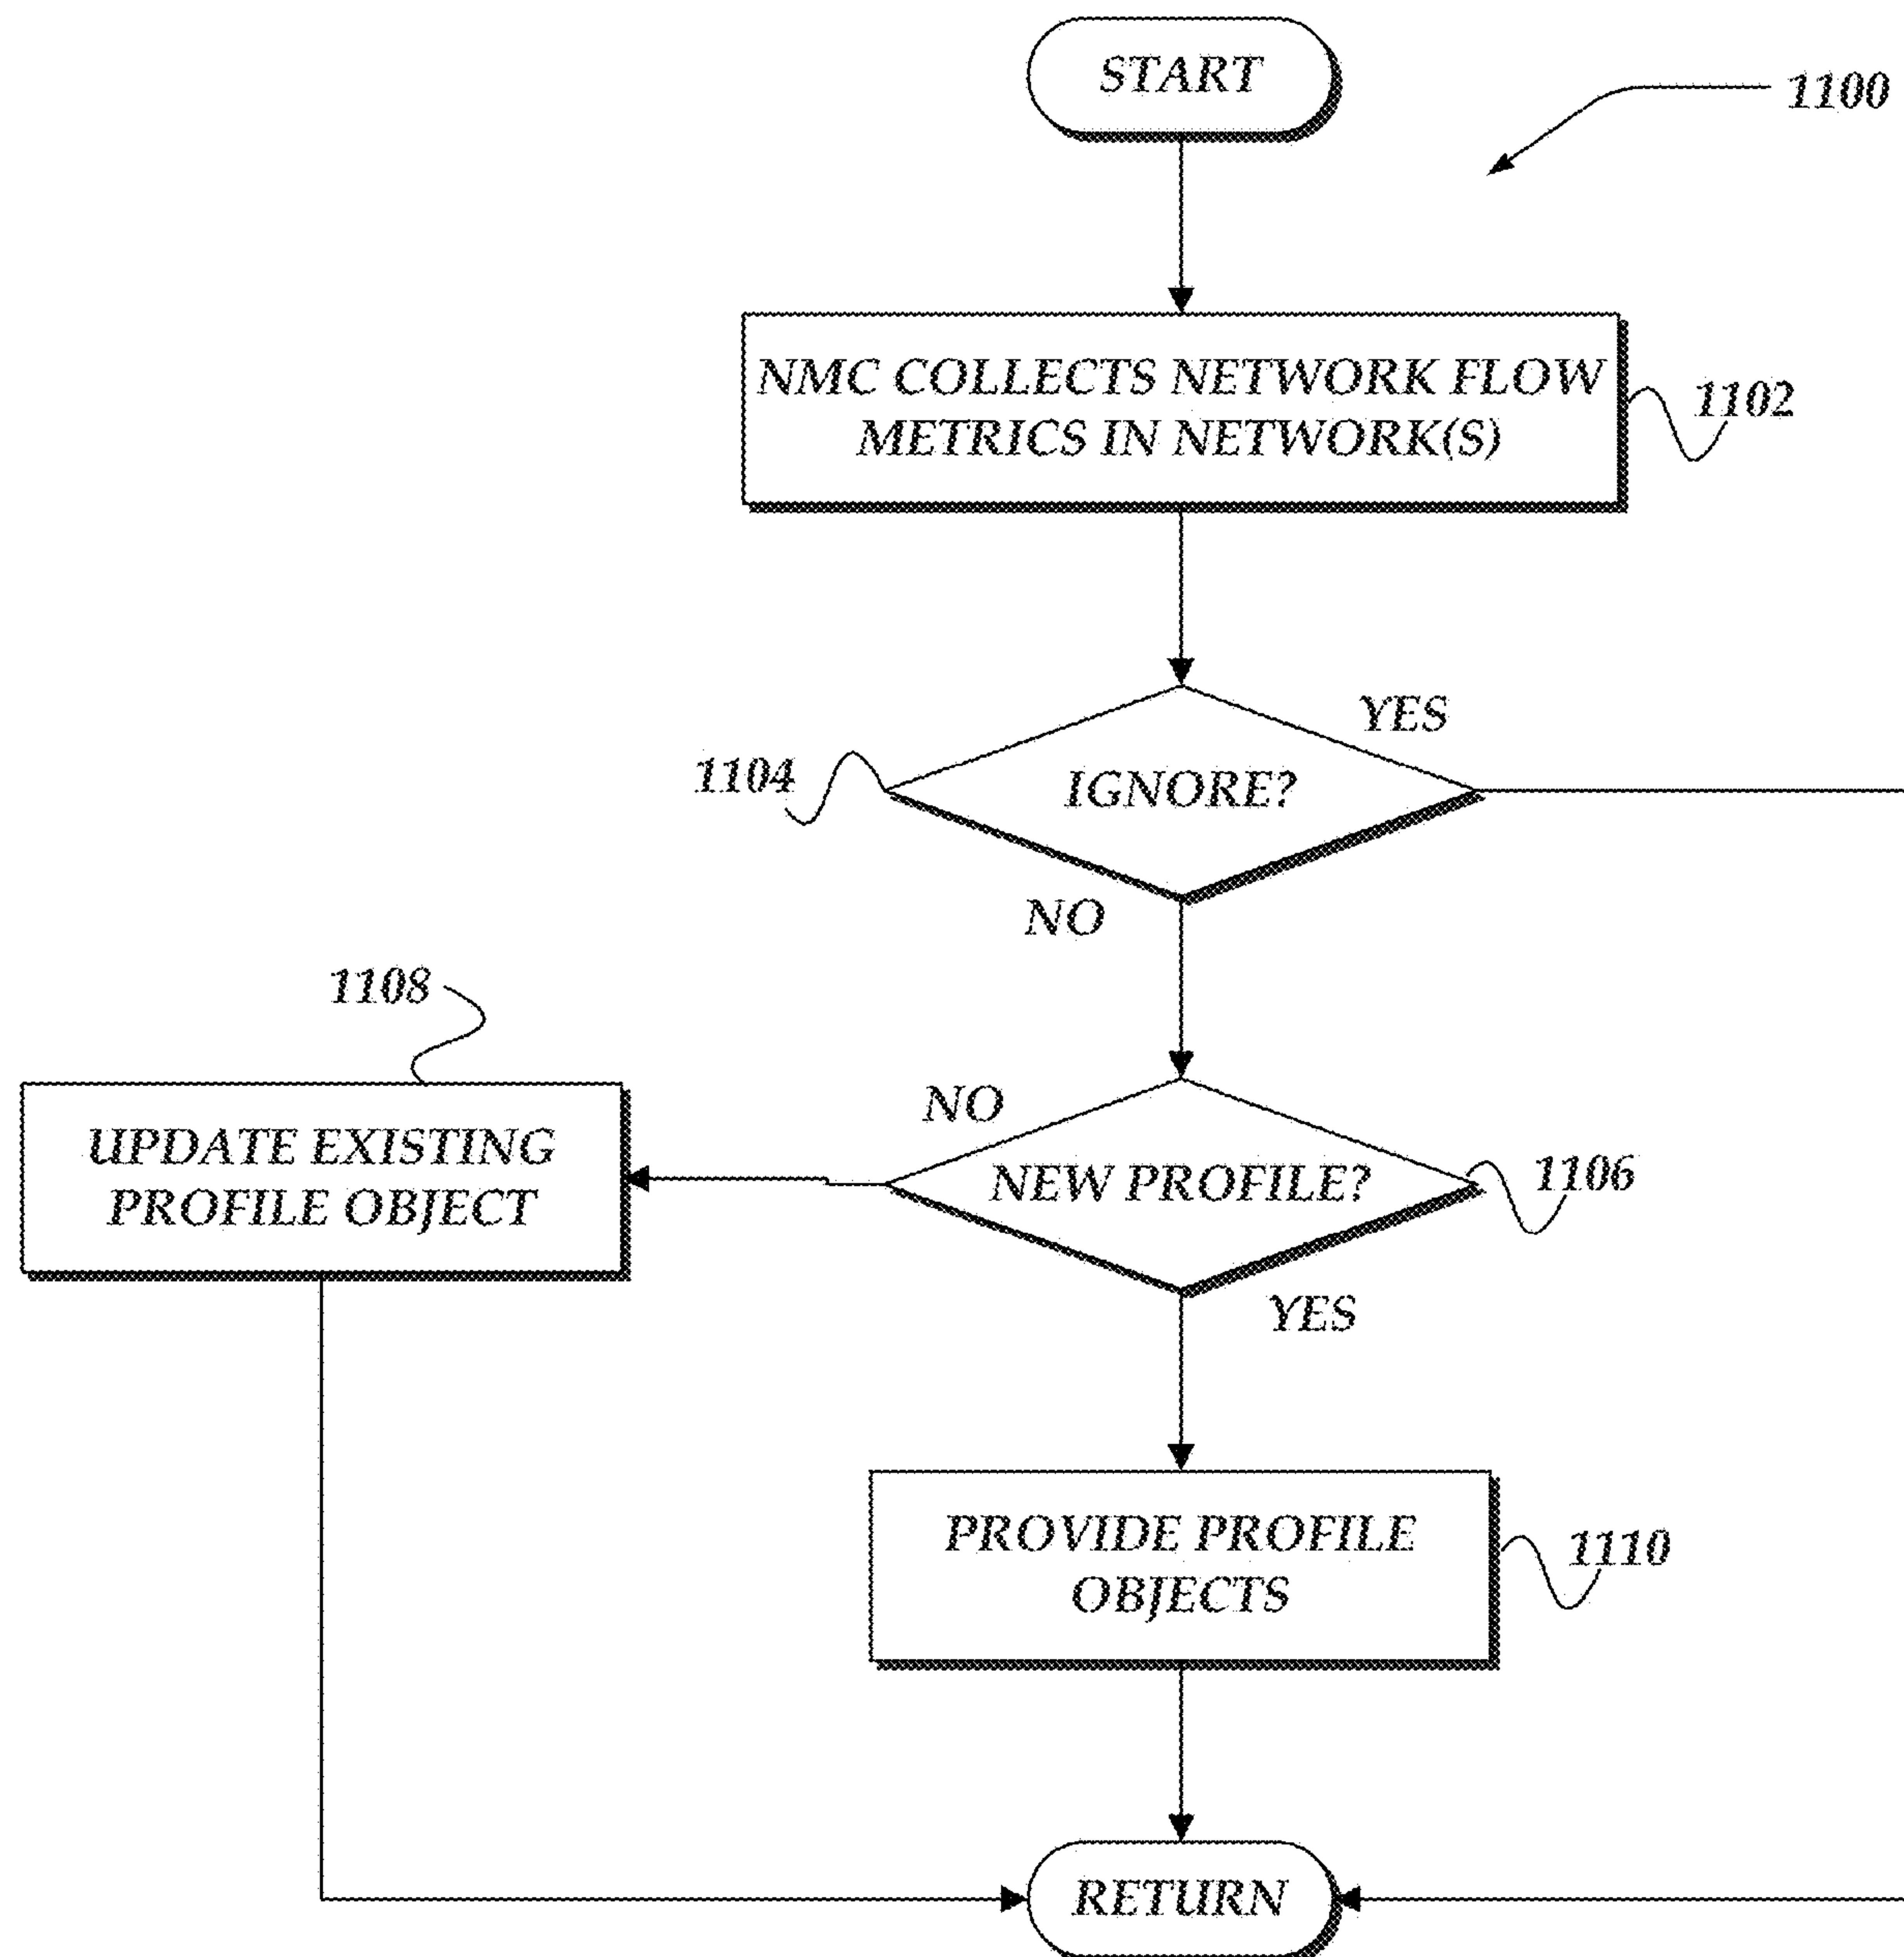 START
1100
NMC COLLECTS NETWORK FLOW
METRICS IN NETWORK(S)
1102
YES
1104
IGNORE?
NO
1108
NO
UPDATE EXISTING
PROFILE OBJECT
NEW PROFILE?
1106
YES
PROVIDE PROFILE
OBJECTS
1110
RETURN